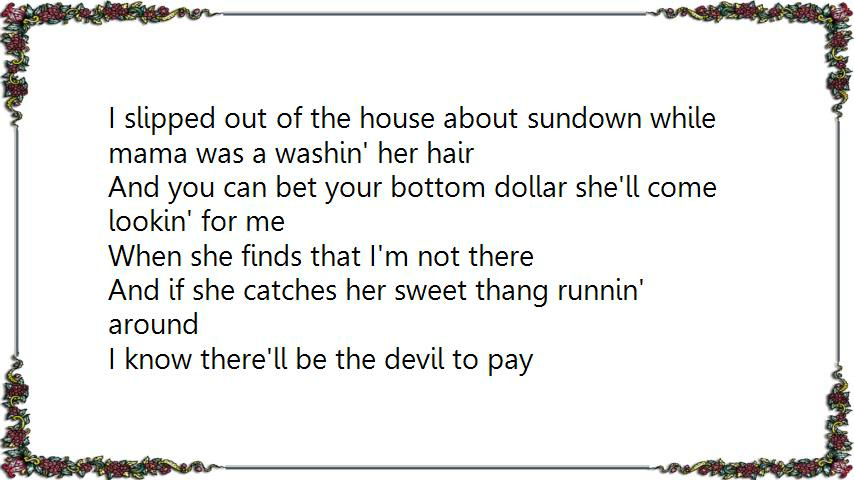 I slipped out of the house about sundown while
mama was a washin' her hair
And you can bet your bottom dollar she'll come
lookin' for me
When she finds that I'm not there
And if she catches her sweet thang runnin'
around
I know there'll be the devil to pay